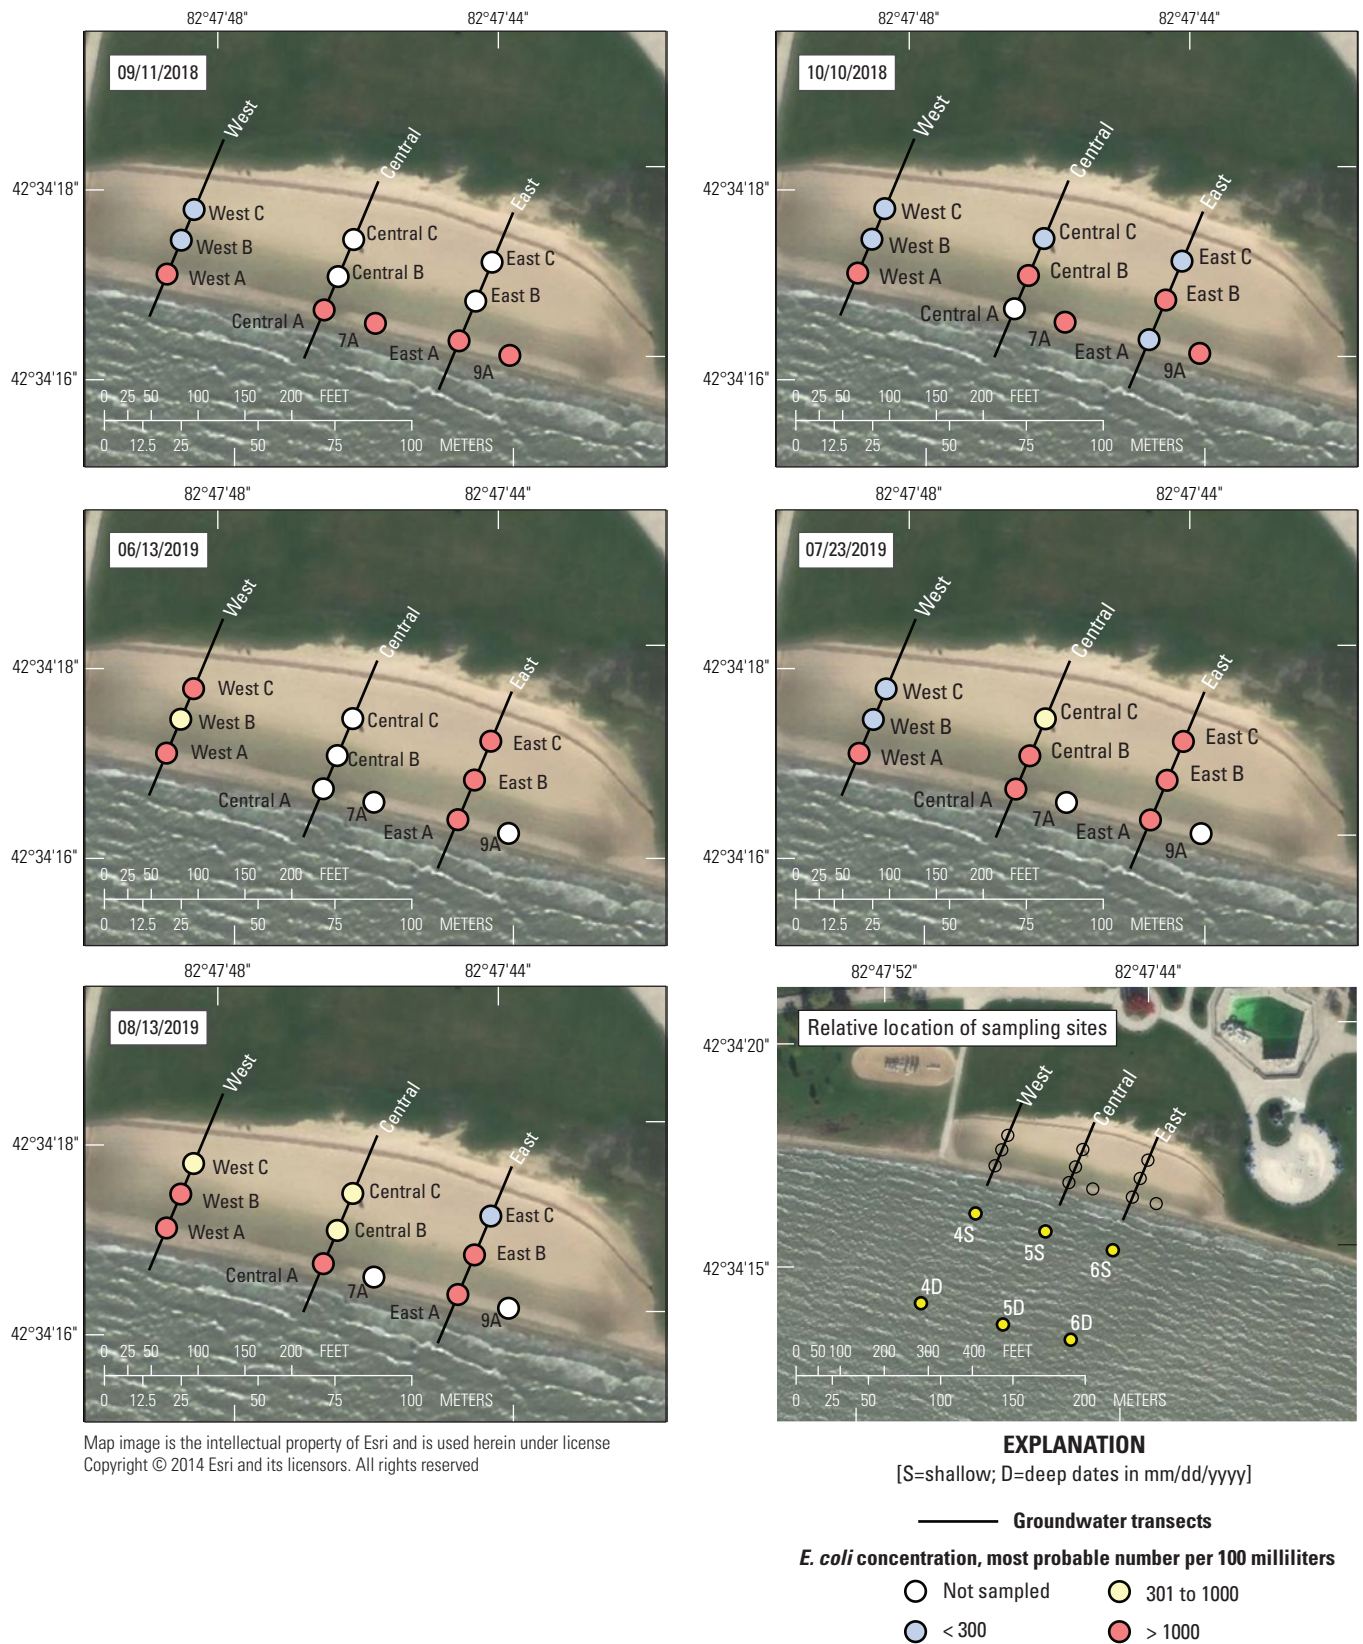 82°47'48"
82°47'44"
09/11/2018
West
Central
East
42°34'18"
West C
West B
West A
Central C
Central B
Central A
7A
East C
East B
East A
9A
42°34'16"
0 25 50 100 150 200 FEET
0 12.5 25 50 75 100 METERS
82°47'48"
82°47'44"
10/10/2018
West
Central
East
42°34'18"
West C
West B
West A
Central C
Central B
Central A
7A
East C
East B
East A
9A
42°34'16"
0 25 50 100 150 200 FEET
0 12.5 25 50 75 100 METERS
82°47'48"
82°47'44"
06/13/2019
West
Central
East
42°34'18"
West C
West B
West A
Central C
Central B
Central A
7A
East C
East B
East A
9A
42°34'16"
0 25 50 100 150 200 FEET
0 12.5 25 50 75 100 METERS
82°47'48"
82°47'44"
07/23/2019
West
Central
East
42°34'18"
West C
West B
West A
Central C
Central B
Central A
7A
East C
East B
East A
9A
42°34'16"
0 25 50 100 150 200 FEET
0 12.5 25 50 75 100 METERS
82°47'48"
82°47'44"
08/13/2019
West
Central
East
42°34'18"
West C
West B
West A
Central C
Central B
Central A
7A
East C
East B
East A
9A
42°34'16"
0 25 50 100 150 200 FEET
0 12.5 25 50 75 100 METERS
82°47'52"
82°47'44"
Relative location of sampling sites
42°34'20"
West
Central
East
4S
5S
6S
42°34'15"
4D
5D
6D
0 50 100 200 300 400 FEET
0 25 50 100 150 200 METERS
Map image is the intellectual property of Esri and is used herein under license
Copyright © 2014 Esri and its licensors. All rights reserved
EXPLANATION
[S=shallow; D=deep dates in mm/dd/yyyy]
Groundwater transects
E. coli concentration, most probable number per 100 milliliters
Not sampled
301 to 1000
< 300
> 1000